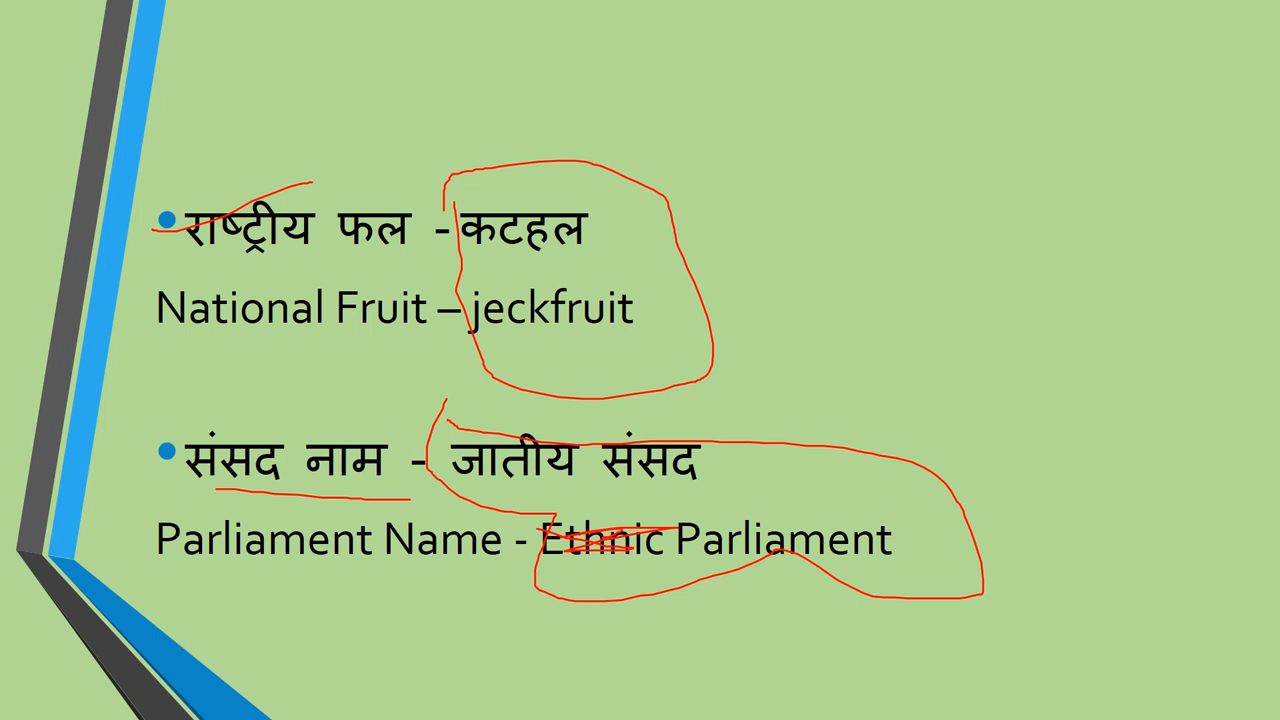 राष्ट्रीय फल - कटहल
National Fruit – jeckfruit
संसद नाम - जातीय संसद
Parliament Name - Ethnic Parliament